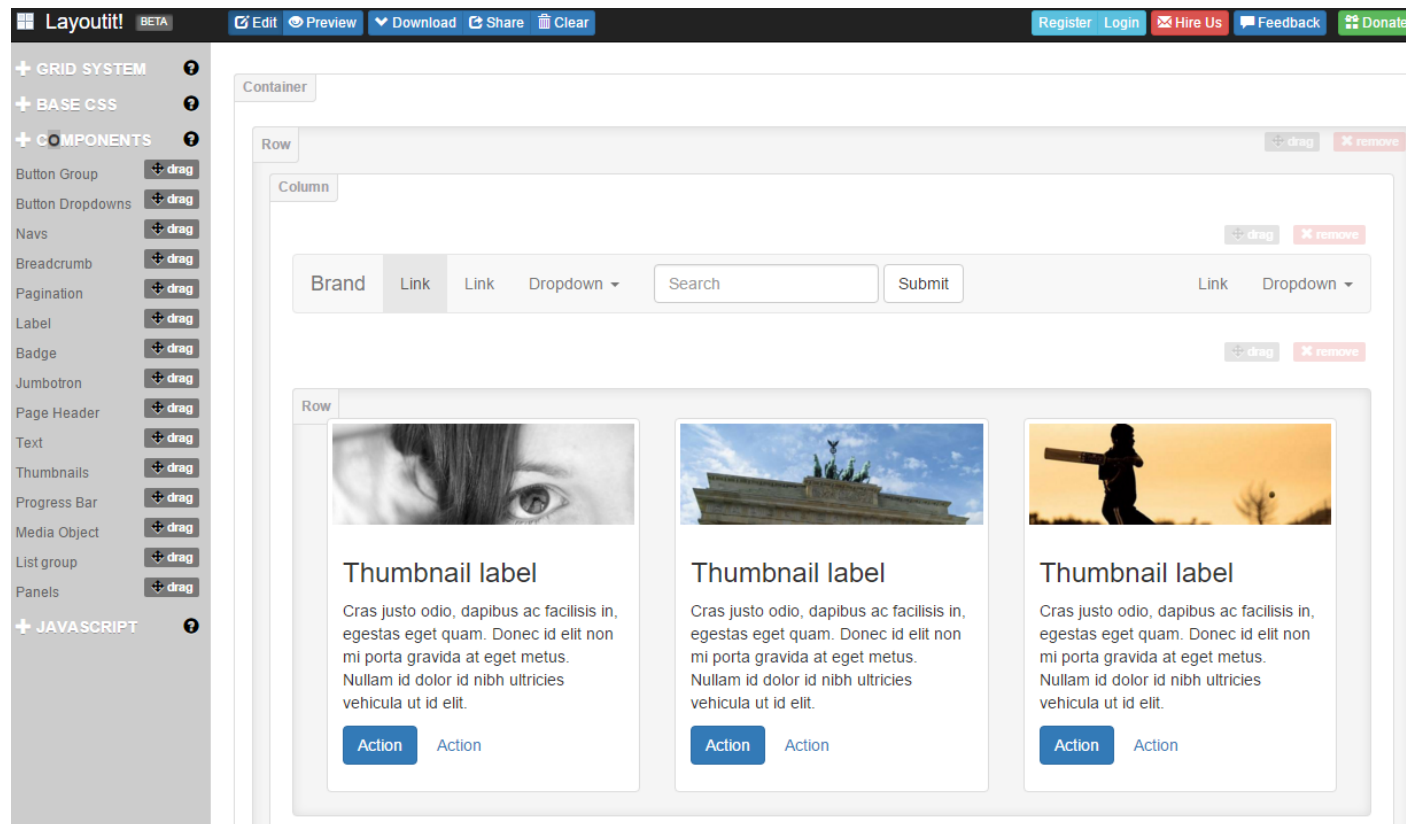 Layoutit! BETA Edit Preview Download Share Clear Register Login Hire Us Feedback Donate
GRID SYSTEM
BASE CSS
COMPONENTS
Button Group drag
Button Dropdowns drag
Navs drag
Breadcrumb drag
Pagination drag
Label drag
Badge drag
Jumbotron drag
Page Header drag
Text drag
Thumbnails drag
Progress Bar drag
Media Object drag
List group drag
Panels drag
JAVASCRIPT
Container
Row drag remove
Column
drag remove
Brand Link Link Dropdown Search Submit Link Dropdown
drag remove
Row
Thumbnail label
Cras justo odio, dapibus ac facilisis in,
egestas eget quam. Donec id elit non
mi porta gravida at eget metus.
Nullam id dolor id nibh ultricies
vehicula ut id elit.
Action Action
Thumbnail label
Cras justo odio, dapibus ac facilisis in,
egestas eget quam. Donec id elit non
mi porta gravida at eget metus.
Nullam id dolor id nibh ultricies
vehicula ut id elit.
Action Action
Thumbnail label
Cras justo odio, dapibus ac facilisis in,
egestas eget quam. Donec id elit non
mi porta gravida at eget metus.
Nullam id dolor id nibh ultricies
vehicula ut id elit.
Action Action